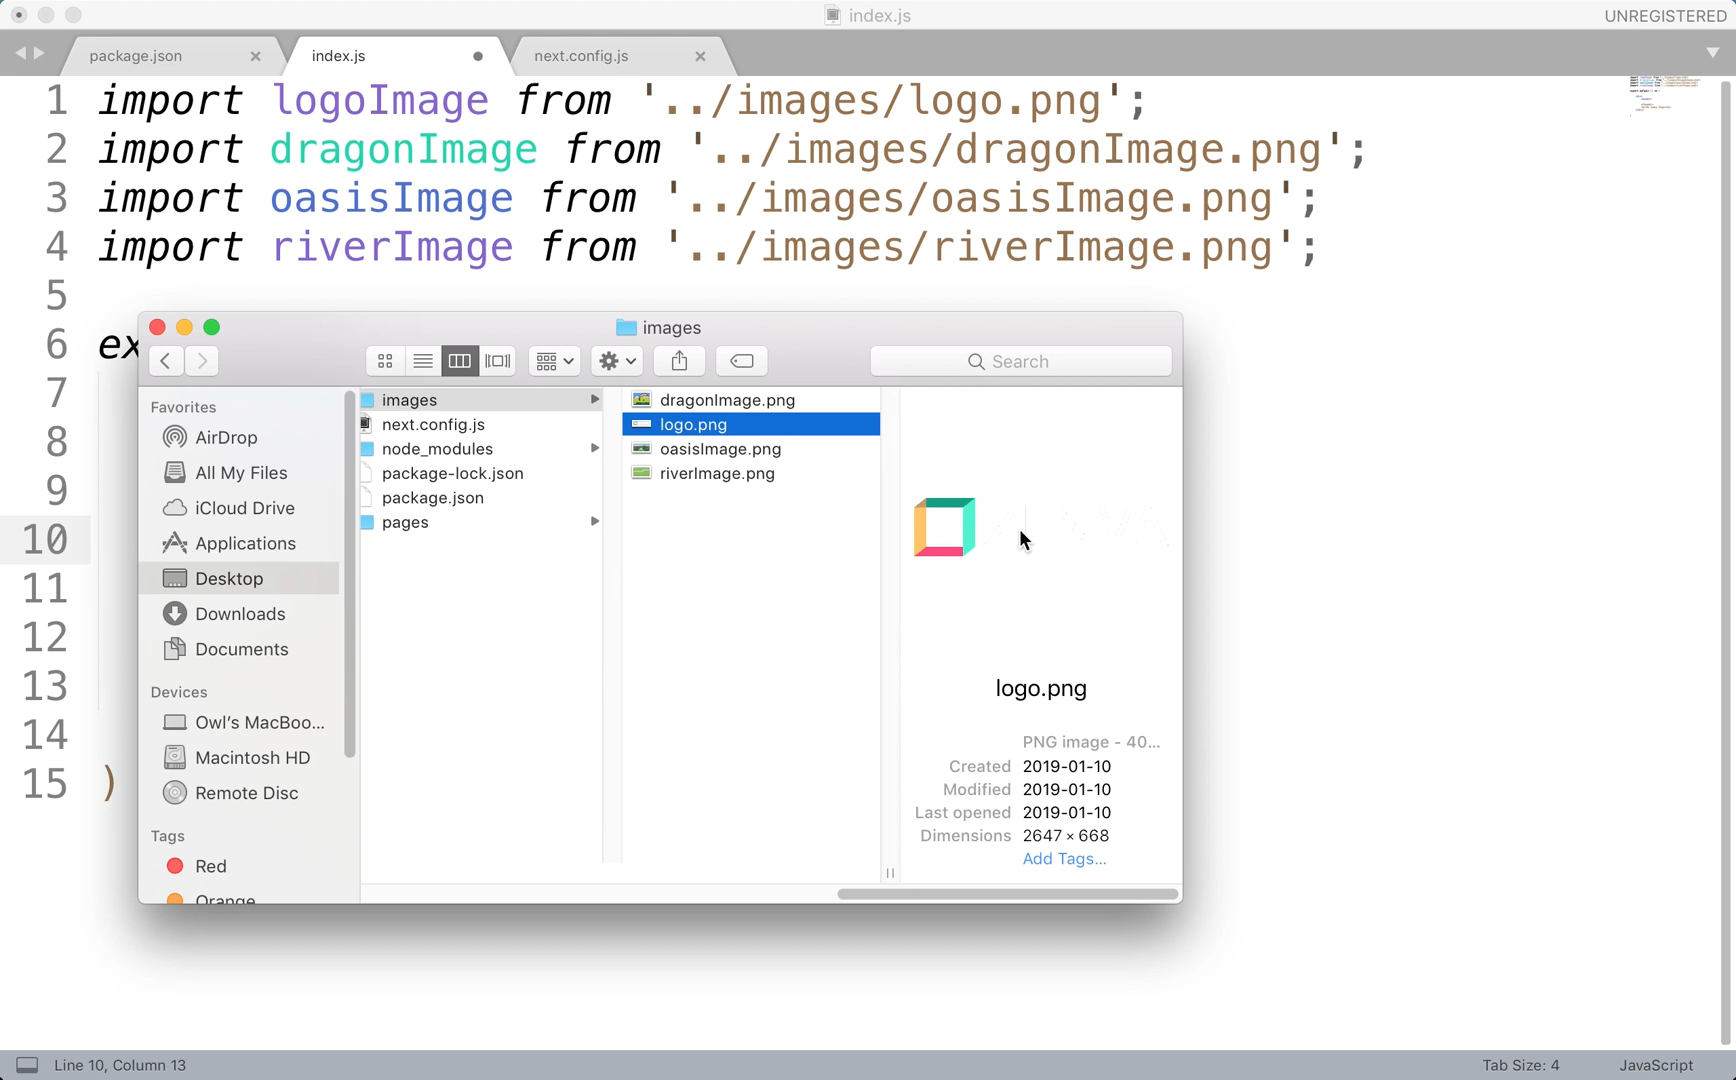 index.js
UNREGISTERED
package.json
index.js
next.config.js
1 import logoImage from '../images/logo.png';
2 import dragonImage from '../images/dragonImage.png';
3 import oasisImage from '../images/oasisImage.png';
4 import riverImage from '../images/riverImage.png';
5
6 ex
7
8
9
10
11
12
13
14
15 )
images
Search
Favorites
AirDrop
All My Files
iCloud Drive
Applications
Desktop
Downloads
Documents
Devices
Owl's MacBoo...
Macintosh HD
Remote Disc
Tags
Red
Orange
images
next.config.js
node_modules
package-lock.json
package.json
pages
dragonImage.png
logo.png
oasisImage.png
riverImage.png
logo.png
PNG image - 40...
Created 2019-01-10
Modified 2019-01-10
Last opened 2019-01-10
Dimensions 2647 × 668
Add Tags...
Line 10, Column 13
Tab Size: 4
JavaScript